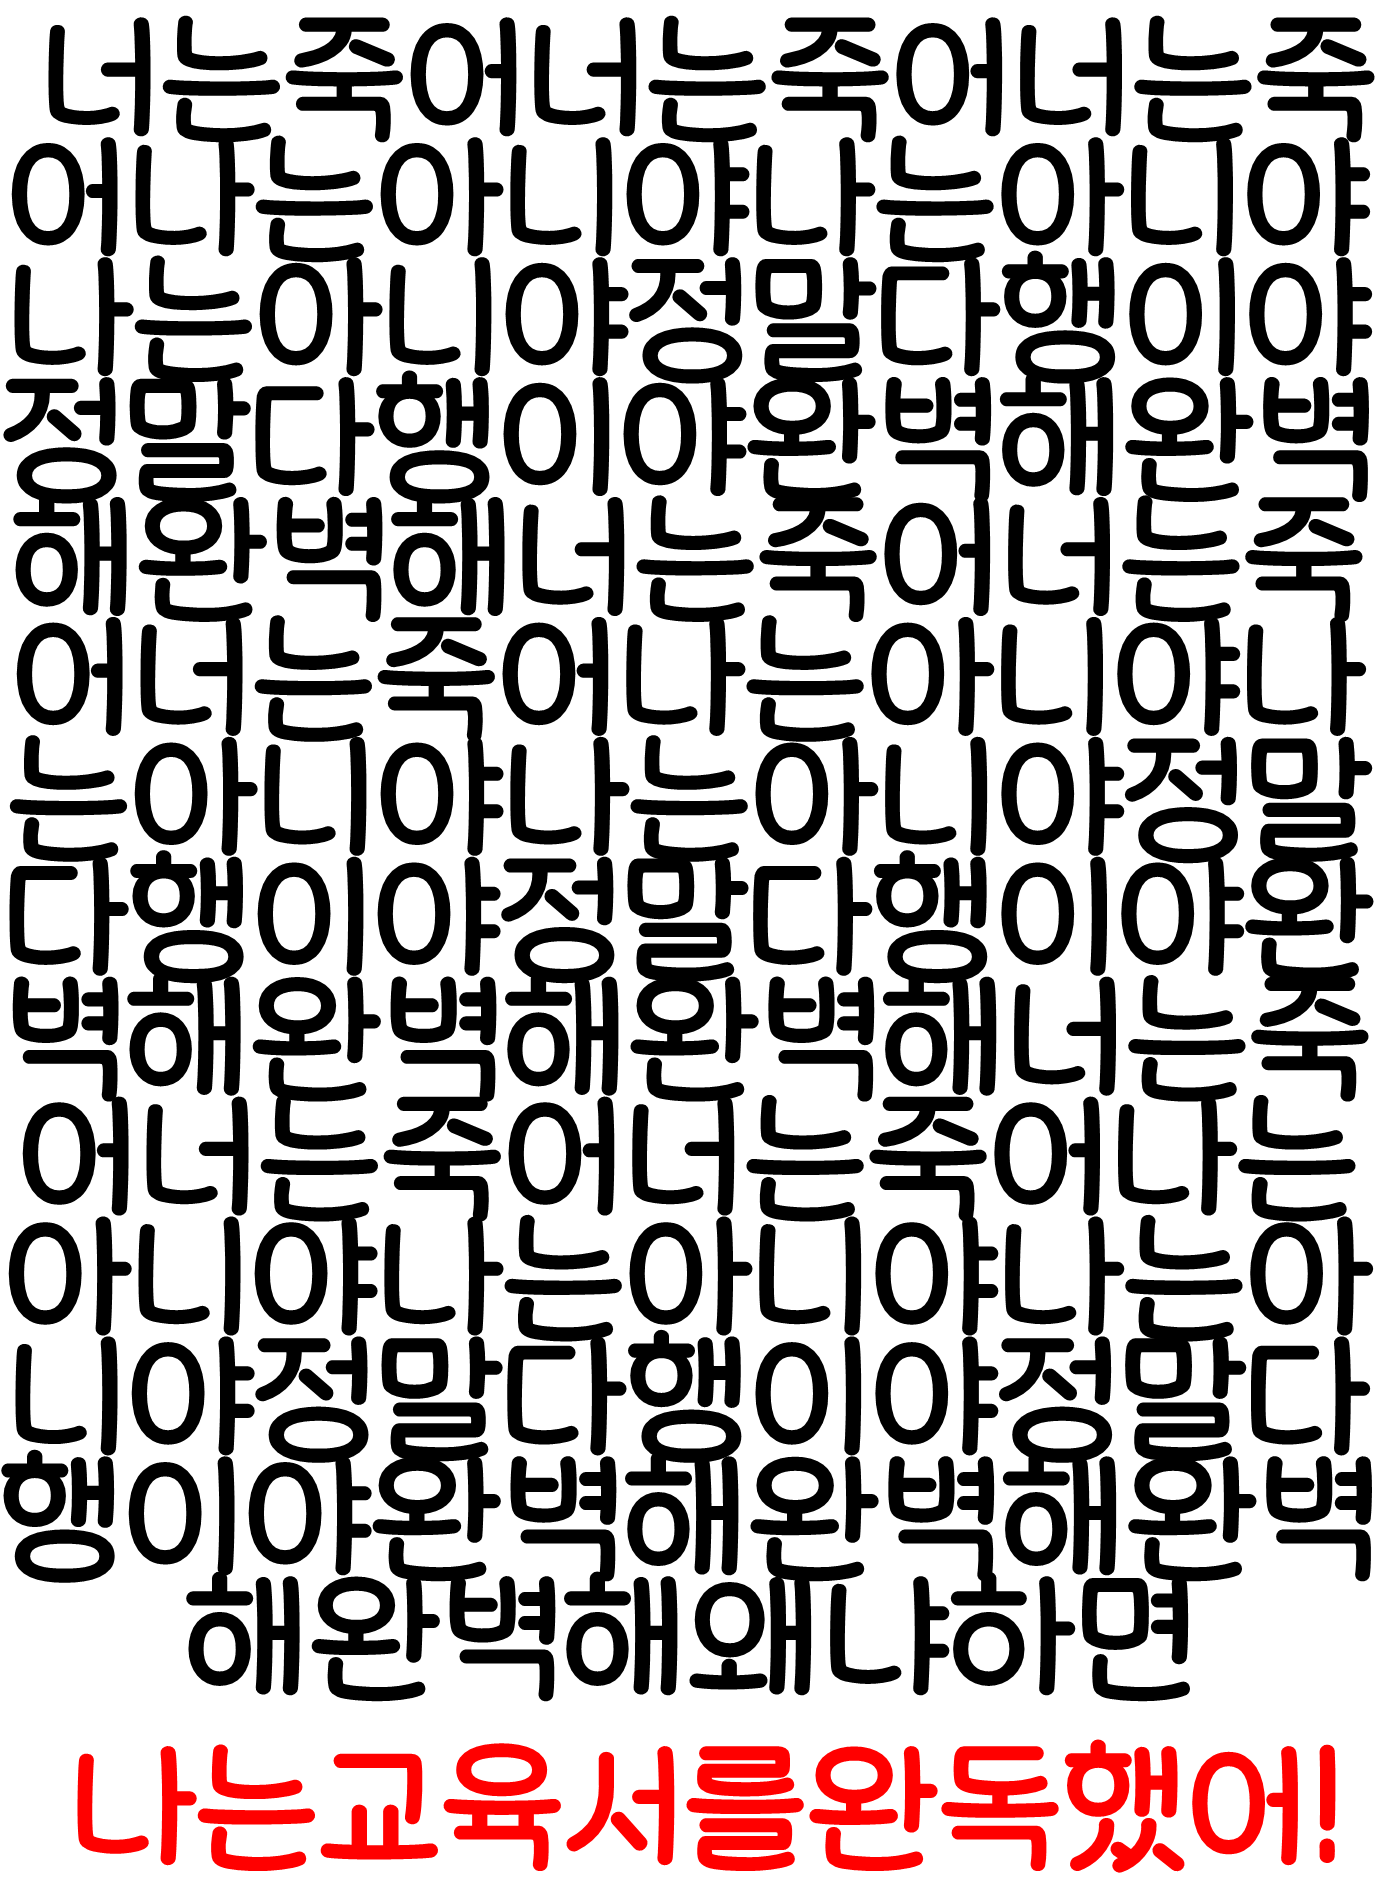 너는죽어너는죽어너는죽
어나는아니야나는아니야
나는아니야정말다행이야
정말다행이야완벽해완벽
해완벽해너는죽어너는죽
어너는죽어나는아니야나
는아니야나는아니야정말
다행이야정말다행이야완
벽해완벽해완벽해너는죽
어너는죽어너는죽어나는
아니야나는아니야나는아
니야정말다행이야정말다
행이야완벽해완벽해완벽
해완벽해왜냐하면
나는교육서를완독했어!